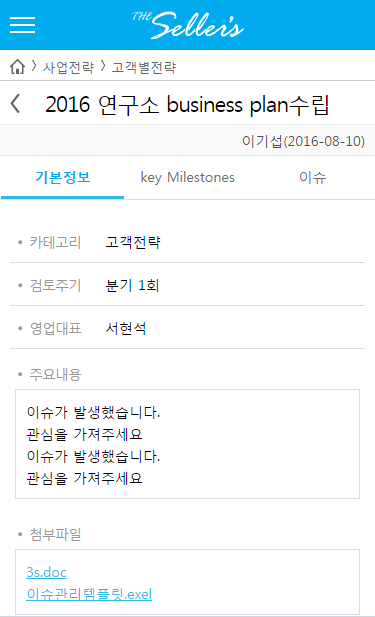 THE Seller's
사업전략 > 고객별전략
2016 연구소 business plan수립
이기섭(2016-08-10)
기본정보 key Milestones 이슈
• 카테고리 고객전략
• 검토주기 분기 1회
• 영업대표 서현석
• 주요내용
이슈가 발생했습니다.
관심을 가져주세요
이슈가 발생했습니다.
관심을 가져주세요
• 첨부파일
3s.doc
이슈관리템플릿.exel